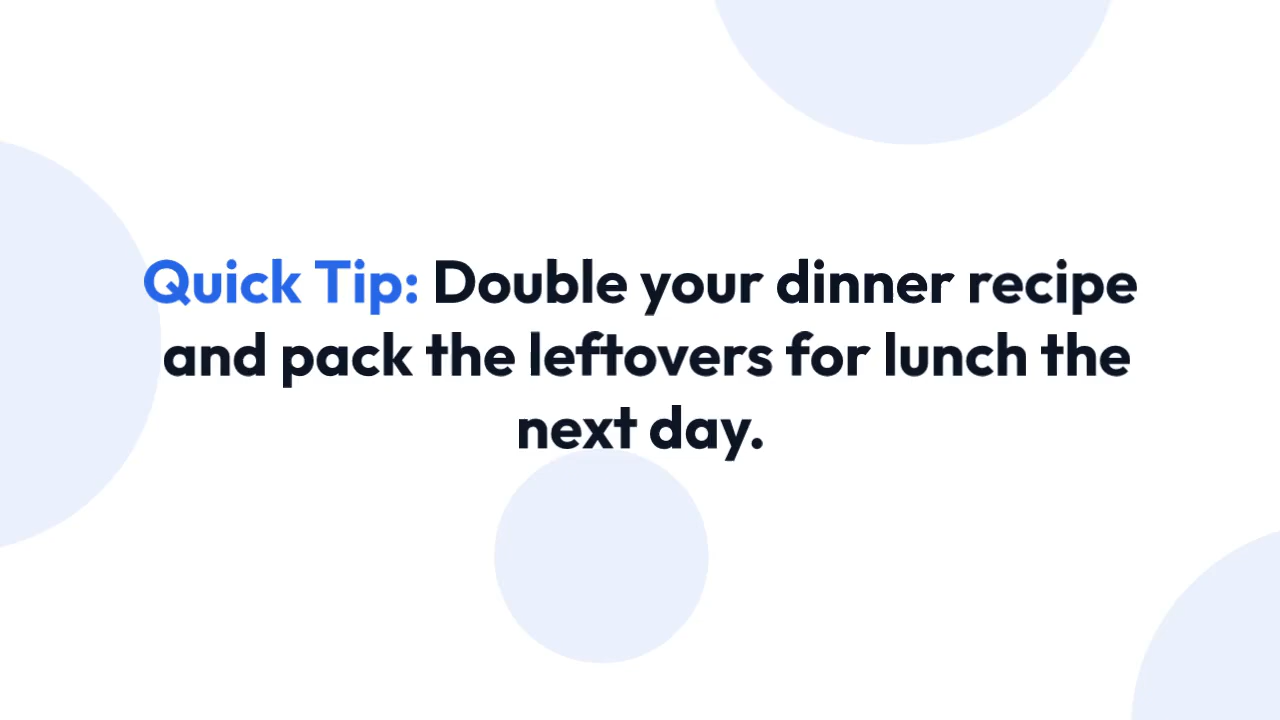 Quick Tip: Double your dinner recipe
and pack the leftovers for lunch the
next day.